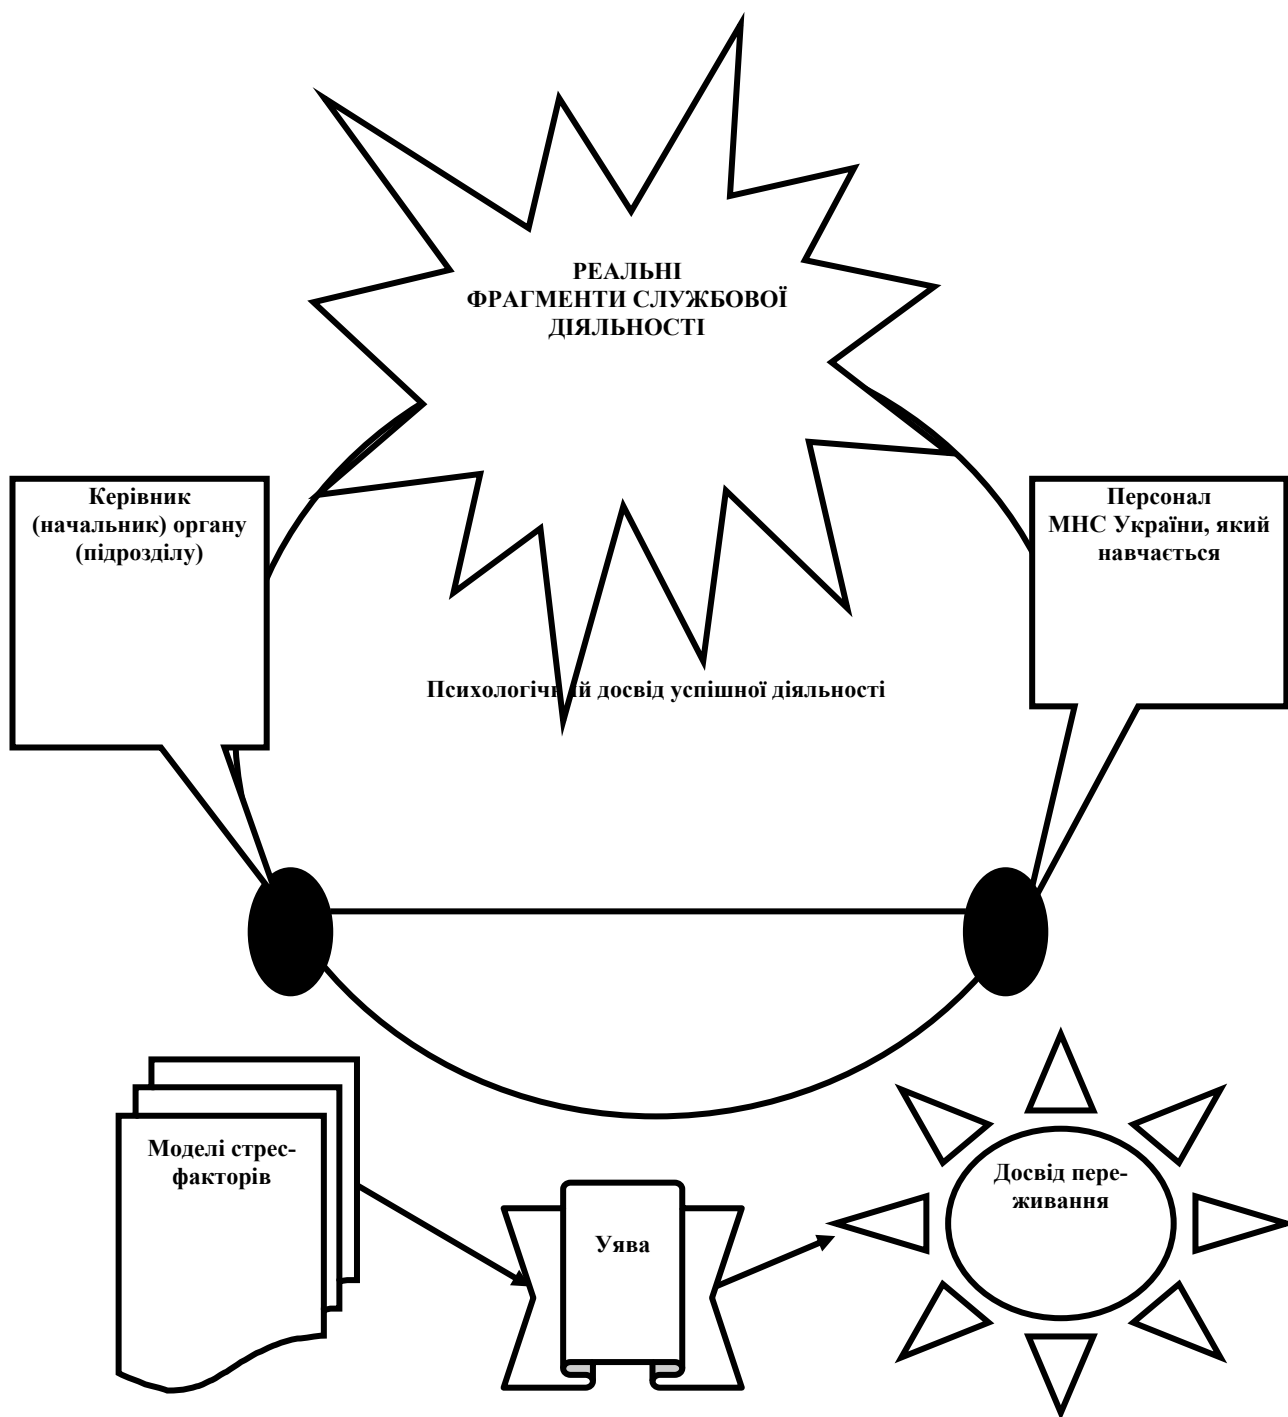 РЕАЛЬНІ
ФРАГМЕНТИ СЛУЖБОВОЇ
ДІЯЛЬНОСТІ
Керівник
(начальник) органу
(підрозділу)
Персонал
МНС України, який
навчається
Психологічний досвід успішної діяльності
Моделі стрес-
факторів
Уява
Досвід пере-
живання